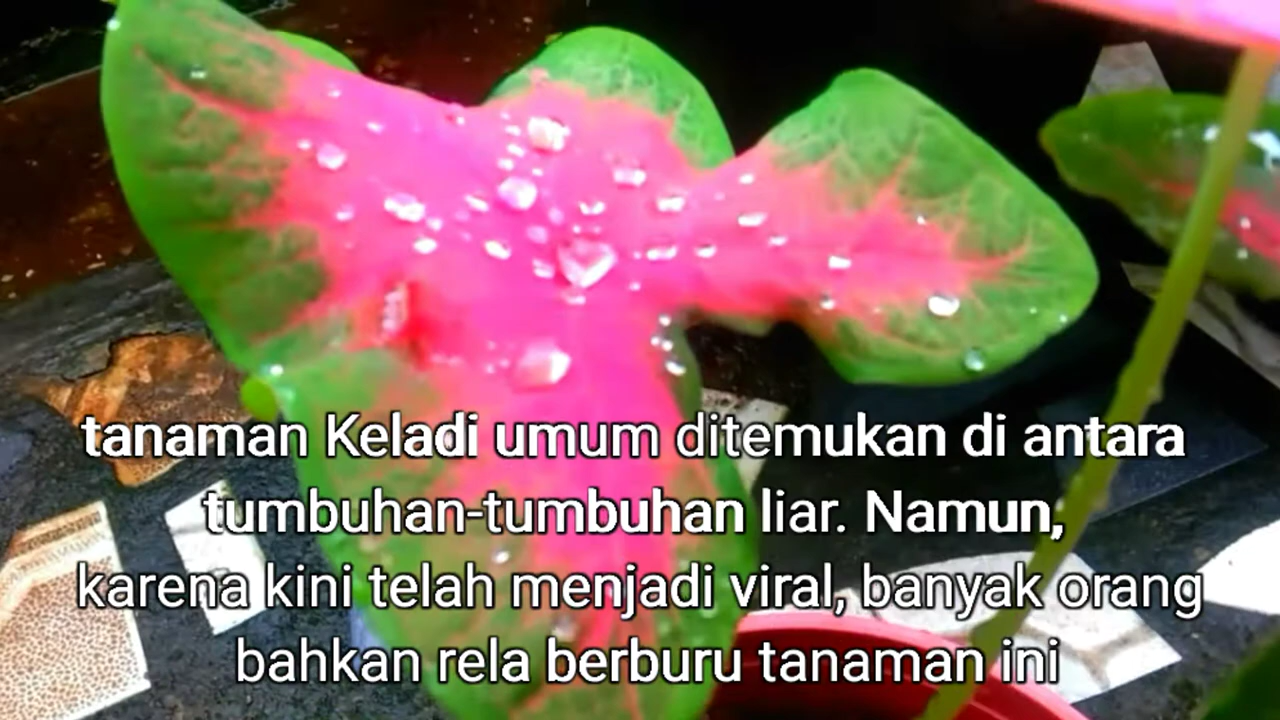 tanaman Keladi umum ditemukan di antara
tumbuhan-tumbuhan liar. Namun,
karena kini telah menjadi viral, banyak orang
bahkan rela berburu tanaman ini